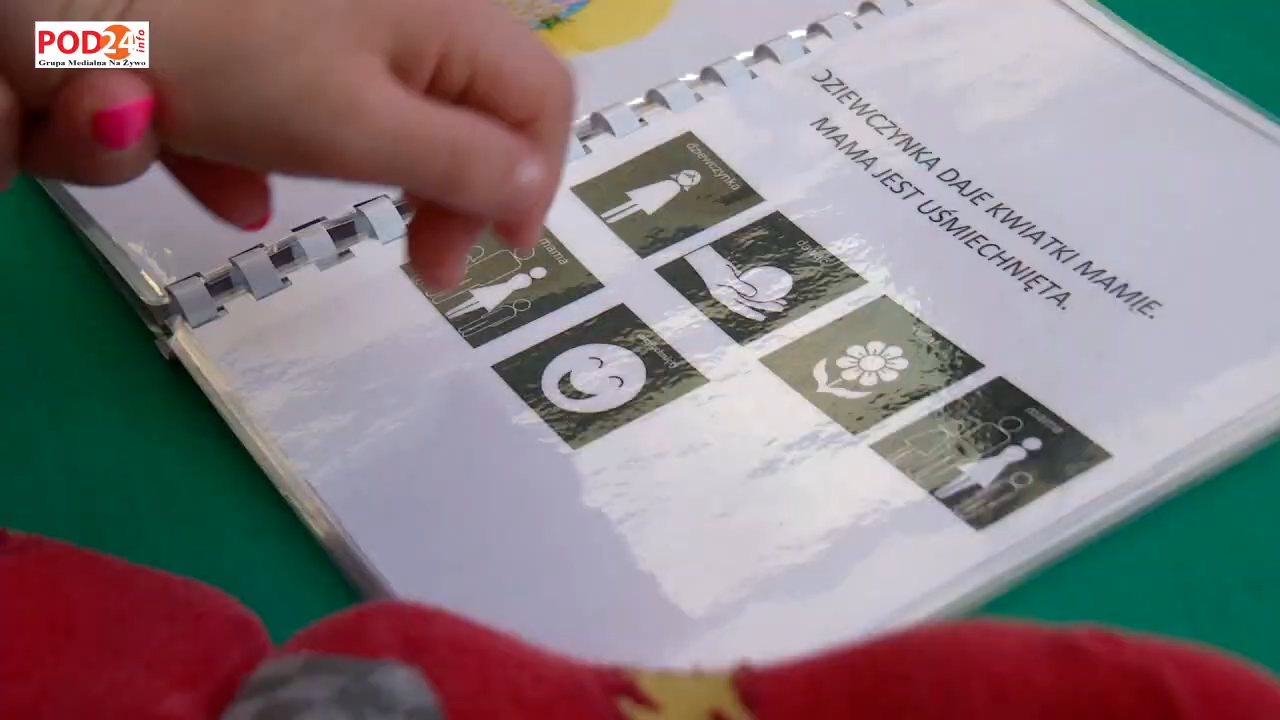 POD24
info
Grupa Medialna Na Żywo
DZIEWCZYNKA DAJE KWIATKI MAMIE.
MAMA JEST UŚMIECHNIĘTA.
dziewczynka
mama